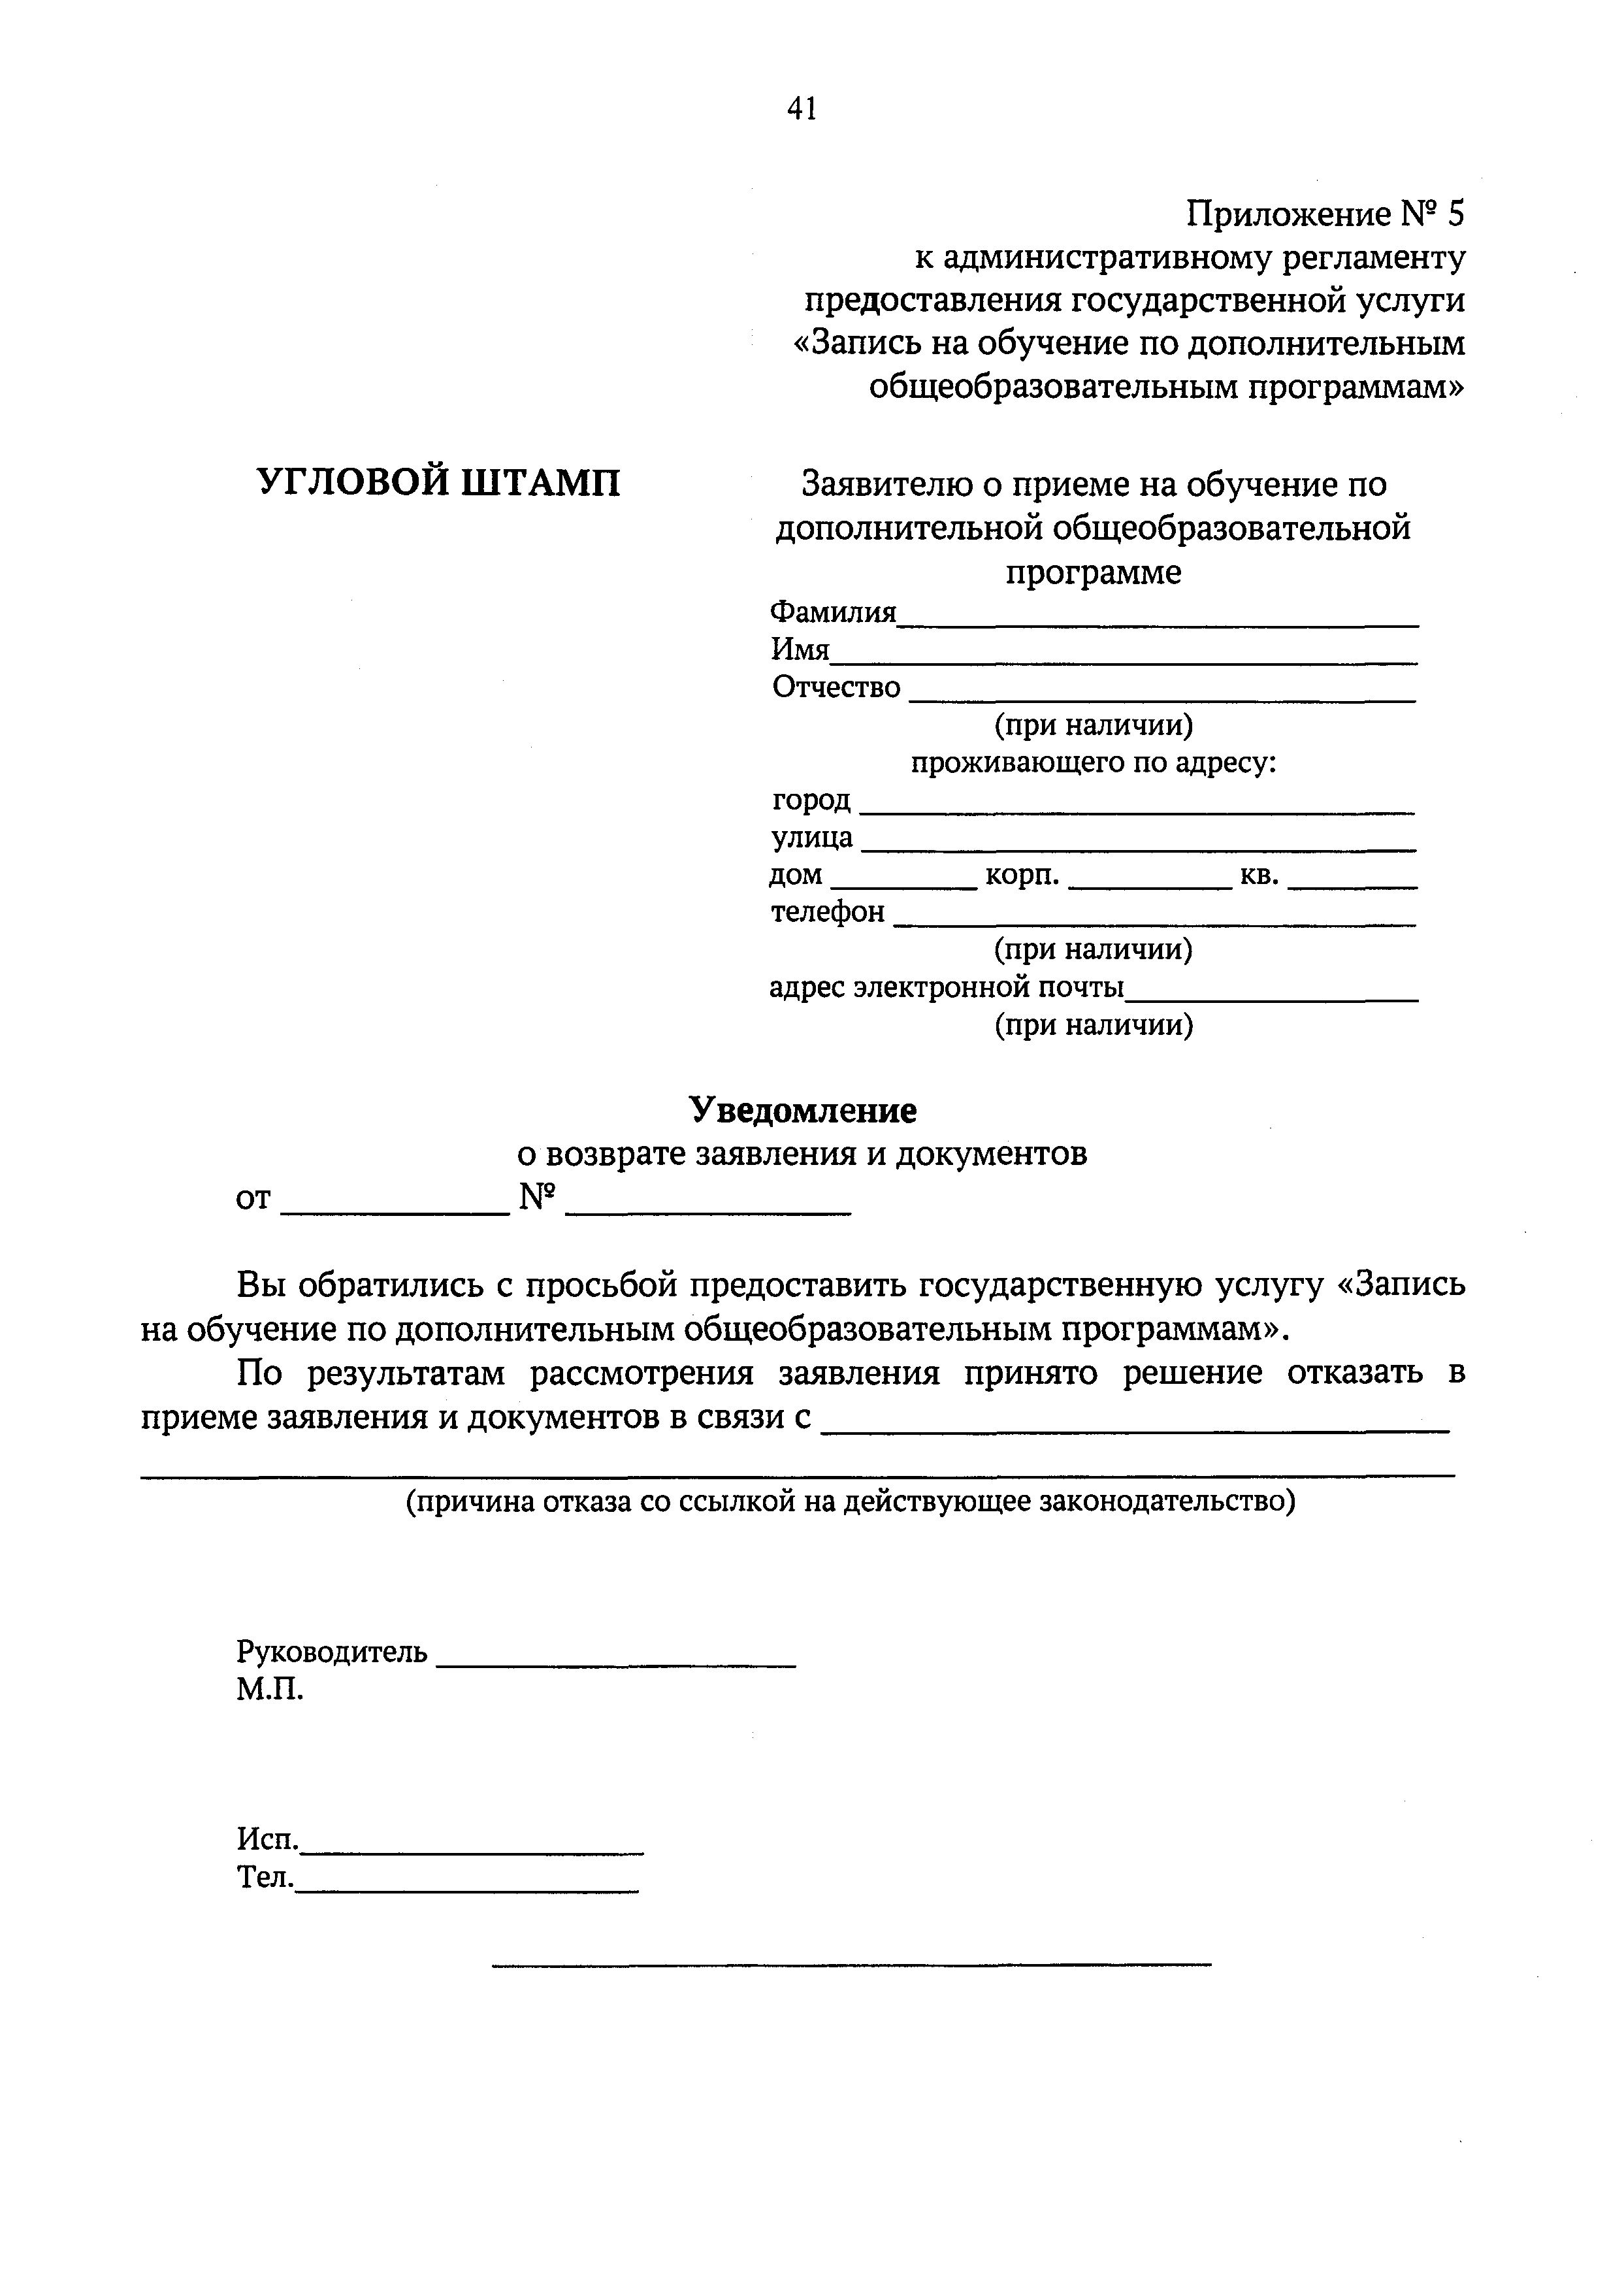 41
Приложение № 5
к административному регламенту
предоставления государственной услуги
«Запись на обучение по дополнительным
общеобразовательным программам»
УГЛОВОЙ ШТАМП
Заявителю о приеме на обучение по
дополнительной общеобразовательной
программе
Фамилия
Имя
Отчество
(при наличии)
проживающего по адресу:
город
улица
дом корп. кв.
телефон
(при наличии)
адрес электронной почты
(при наличии)
Уведомление
о возврате заявления и документов
от № 
Вы обратились с просьбой предоставить государственную услугу «Запись
на обучение по дополнительным общеобразовательным программам».
По результатам рассмотрения заявления принято решение отказать в
приеме заявления и документов в связи с
(причина отказа со ссылкой на действующее законодательство)
Руководитель
М.П.
Исп.
Тел.